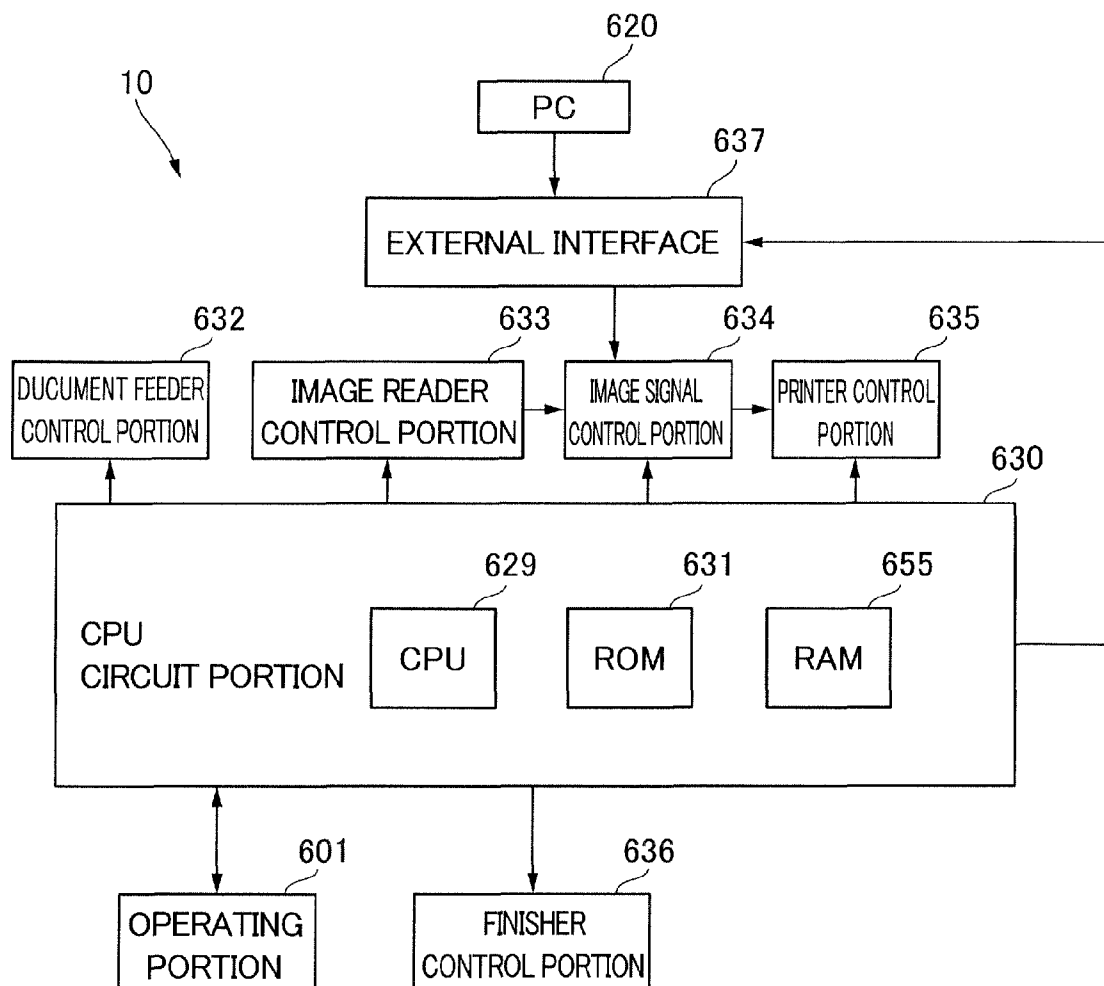 620
10
PC
637
EXTERNAL INTERFACE
632
633
634
635
DUCUMENT FEEDER
CONTROL PORTION
IMAGE READER
CONTROL PORTION
IMAGE SIGNAL
CONTROL PORTION
PRINTER CONTROL
PORTION
630
629
631
655
CPU
CIRCUIT PORTION
CPU
ROM
RAM
601
636
OPERATING
PORTION
FINISHER
CONTROL PORTION